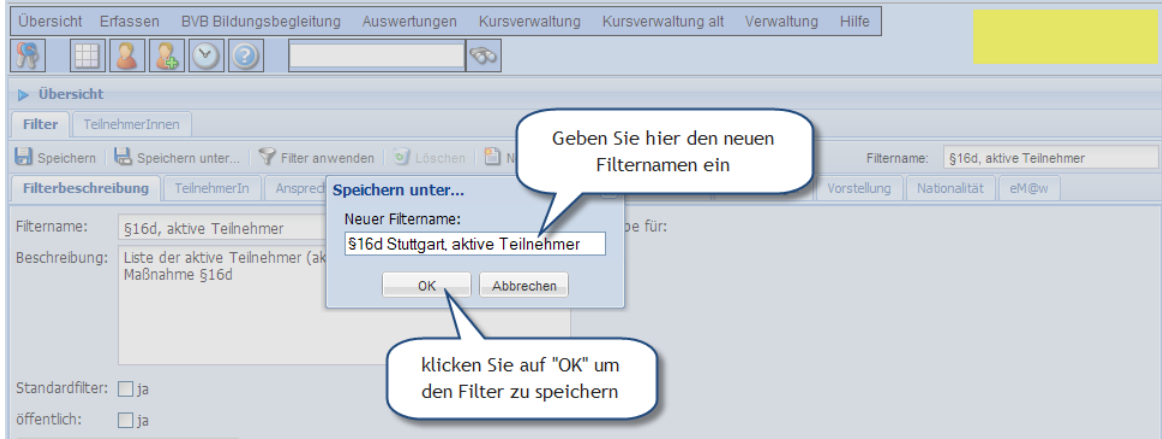 Übersicht Erfassen BVB Bildungsbegleitung Auswertungen Kursverwaltung Kursverwaltung alt Verwaltung Hilfe
Übersicht
Filter TeilnehmerInnen
Speichern Speichern unter... Filter anwenden Löschen Filtername: §16d, aktive Teilnehmer
Filterbeschreibung TeilnehmerIn Vorstellung Nationalität eM@w
Geben Sie hier den neuen
Filternamen ein
Speichern unter...
Neuer Filtername:
§16d Stuttgart, aktive Teilnehmer
OK Abbrechen
Filtername: §16d, aktive Teilnehmer
für:
Beschreibung: Liste der aktive Teilnehmer
Maßnahme §16d
klicken Sie auf "OK" um
den Filter zu speichern
Standardfilter: ja
öffentlich: ja